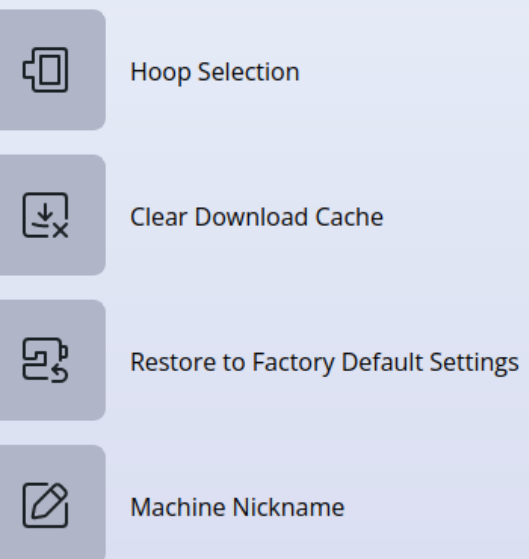 Hoop Selection
Clear Download Cache
Restore to Factory Default Settings
Machine Nickname